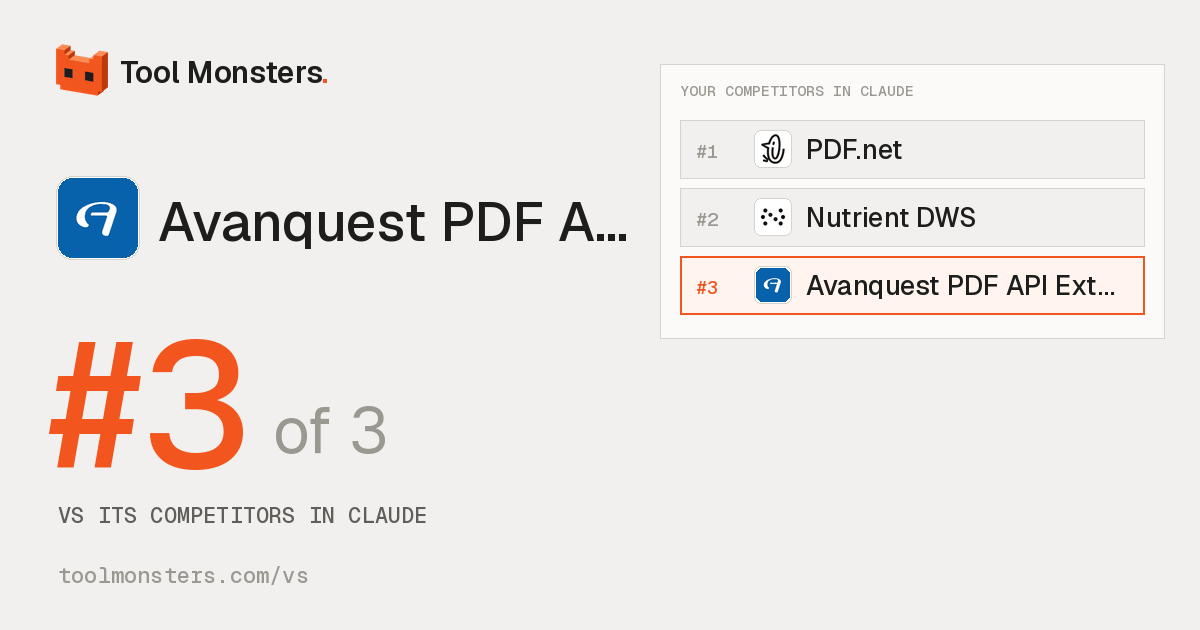 Tool Monsters.
Avanquest PDF A...
#3 of 3
VS ITS COMPETITORS IN CLAUDE
toolmonsters.com/vs
YOUR COMPETITORS IN CLAUDE
#1 PDF.net
#2 Nutrient DWS
#3 Avanquest PDF API Ext...